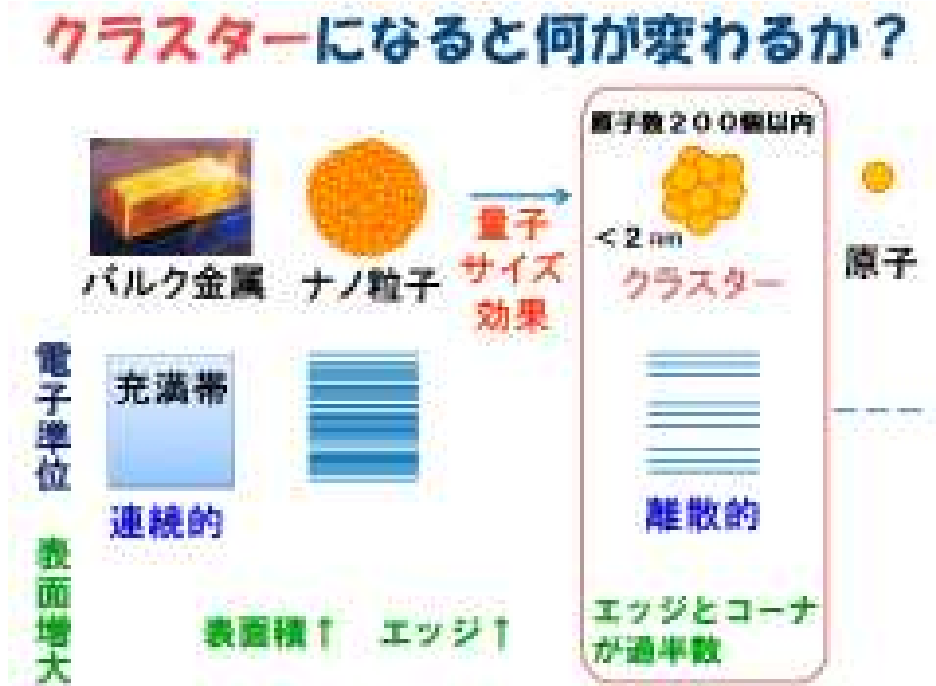 クラスターになると何が変わるか？
原子数２００個以内
＜２nm
バルク金属
ナノ粒子
量子
サイズ
効果
クラスター
原子
電子準位
充満帯
連続的
離散的
表面増大
表面積↑
エッジ↑
エッジとコーナ
が過半数